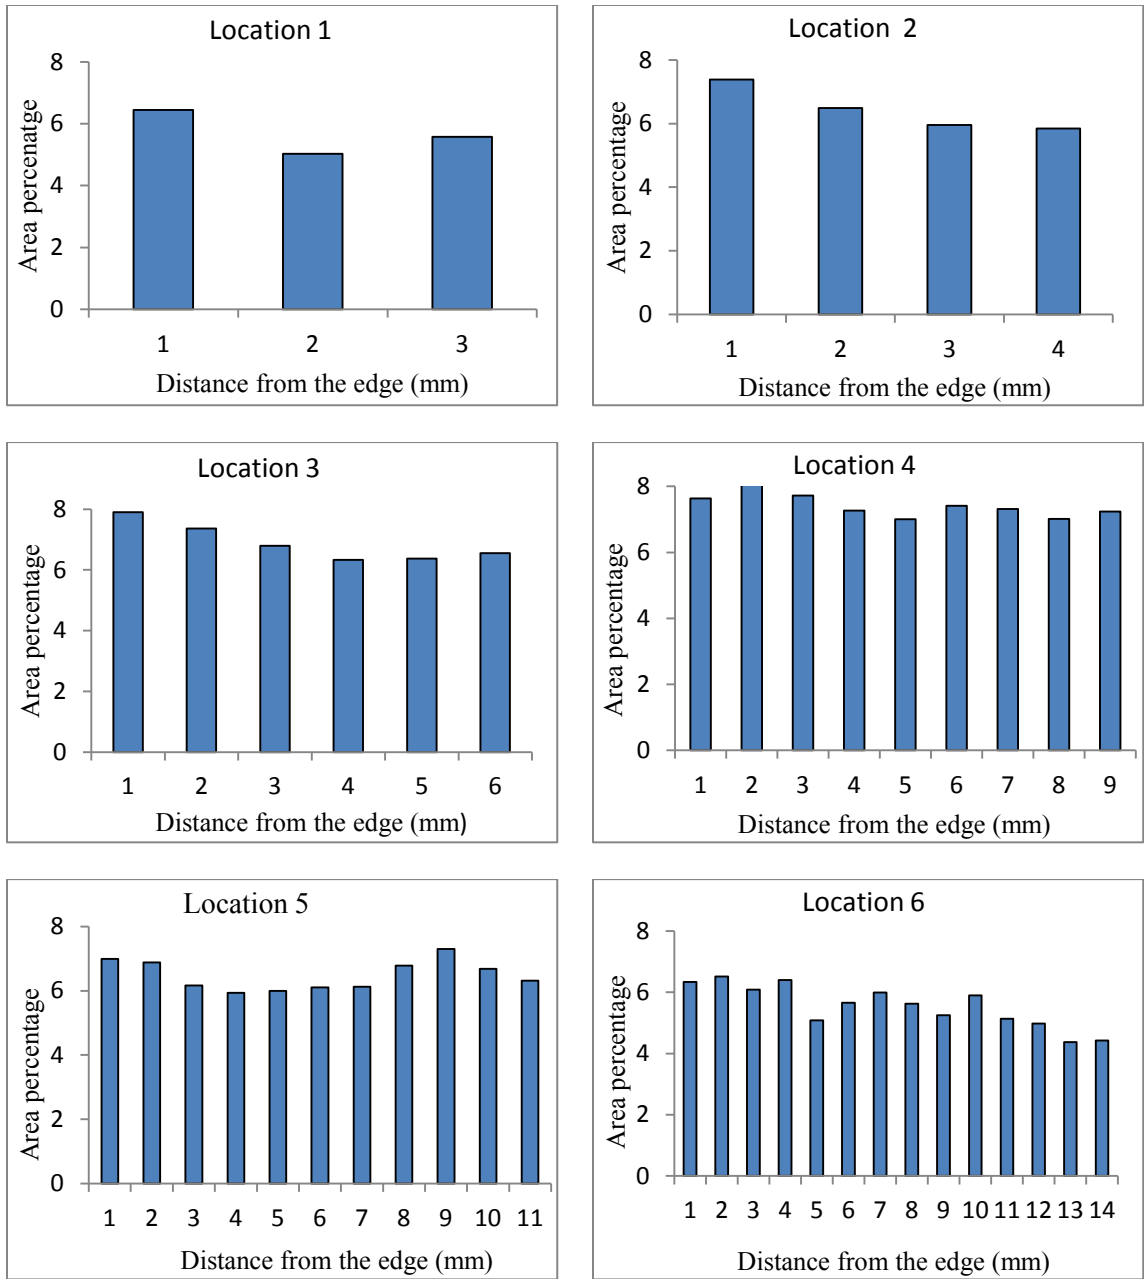 Location 1
Area percenatge
8
6
4
2
0
1 2 3
Distance from the edge (mm)
Location 2
Area percentage
8
6
4
2
0
1 2 3 4
Distance from the edge (mm)
Location 3
Area percentage
8
6
4
2
0
1 2 3 4 5 6
Distance from the edge (mm)
Location 4
Area percentage
8
6
4
2
0
1 2 3 4 5 6 7 8 9
Distance from the edge (mm)
Location 5
Area percentage
8
6
4
2
0
1 2 3 4 5 6 7 8 9 10 11
Distance from the edge (mm)
Location 6
Area percentage
8
6
4
2
0
1 2 3 4 5 6 7 8 9 10 11 12 13 14
Distance from the edge (mm)